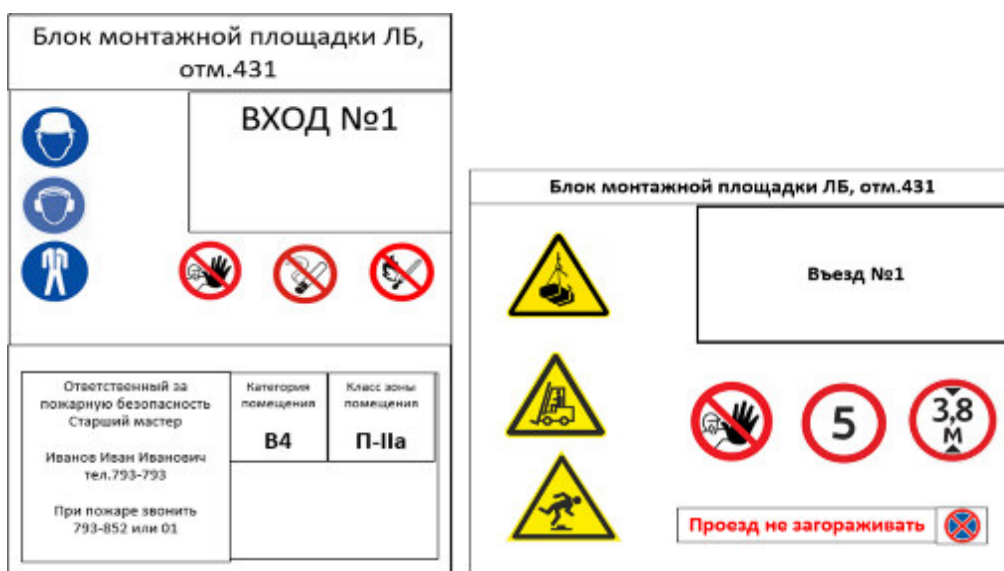 Блок монтажной площадки ЛБ,
отм.431
ВХОД №1
Ответственный за
пожарную безопасность
Старший мастер
Иванов Иван Иванович
тел.793-793
При пожаре звонить
793-852 или 01
Категория
помещения
В4
Класс зоны
помещения
П-IIа
Блок монтажной площадки ЛБ, отм.431
Въезд №1
5
3,8
М
Проезд не загораживать